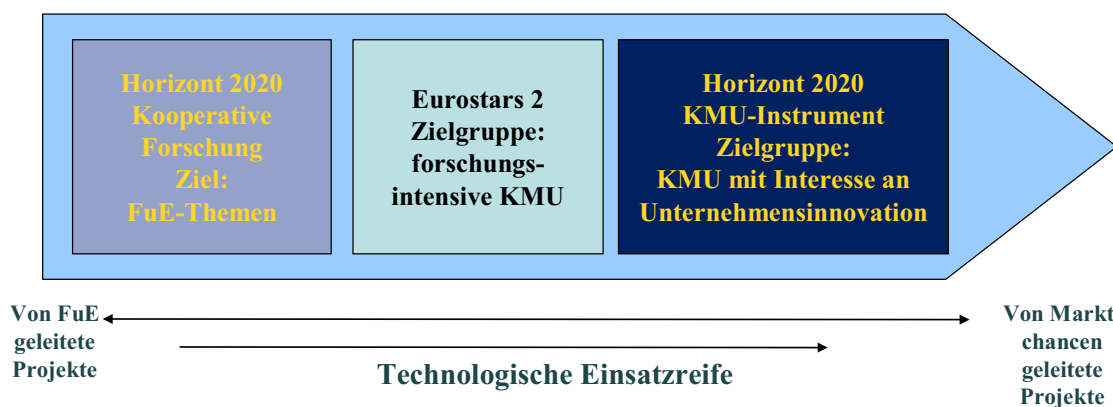 Horizont 2020
Kooperative
Forschung
Ziel:
FuE-Themen
Eurostars 2
Zielgruppe:
forschungs-
intensive KMU
Horizont 2020
KMU-Instrument
Zielgruppe:
KMU mit Interesse an
Unternehmensinnovation
Von FuE
geleitete
Projekte
Technologische Einsatzreife
Von Markt
chancen
geleitete
Projekte